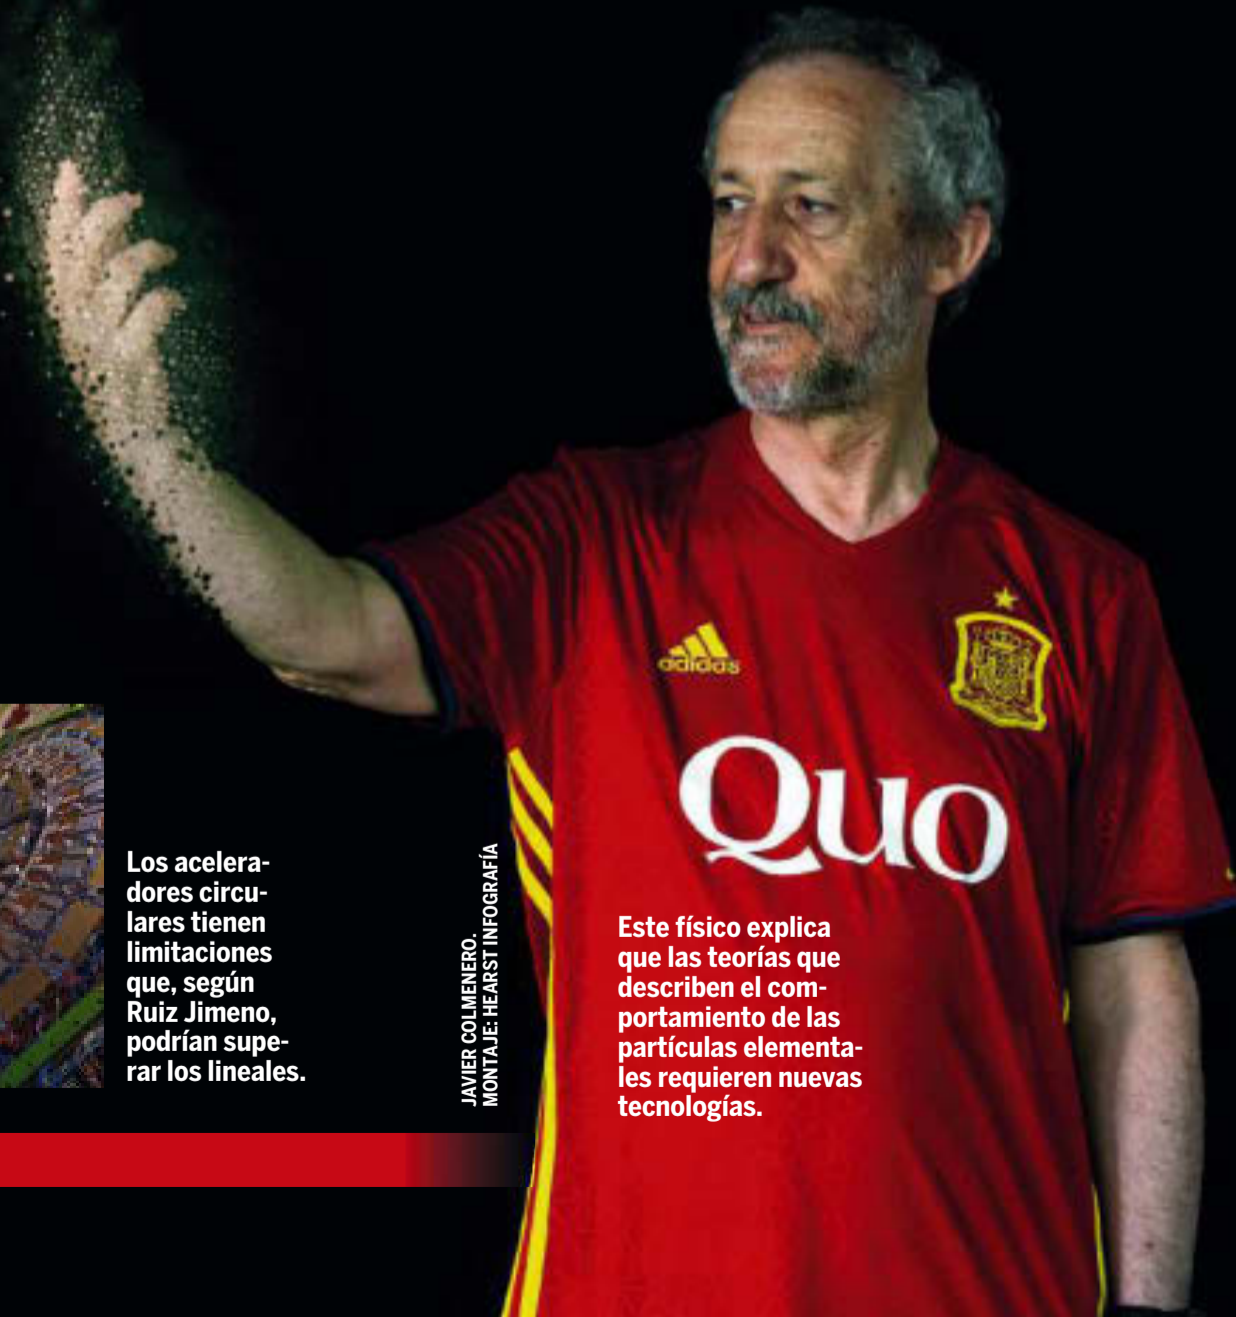 adidas
Quo
Los acelera-
dores circu-
lares tienen
limitaciones
que, según
Ruiz Jimeno,
podrían supe-
rar los lineales.
JAVIER COLMENERO.
MONTAJE: HEARST INFOGRAFÍA
Este físico explica
que las teorías que
describen el com-
portamiento de las
partículas elementa-
les requieren nuevas
tecnologías.